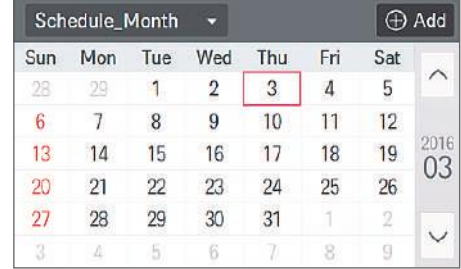 Schedule_Month Add
Sun Mon Tue Wed Thu Fri Sat
28 29 1 2 3 4 5
6 7 8 9 10 11 12
13 14 15 16 17 18 19
2016
03
20 21 22 23 24 25 26
27 28 29 30 31 1 2
3 4 5 6 7 8 9